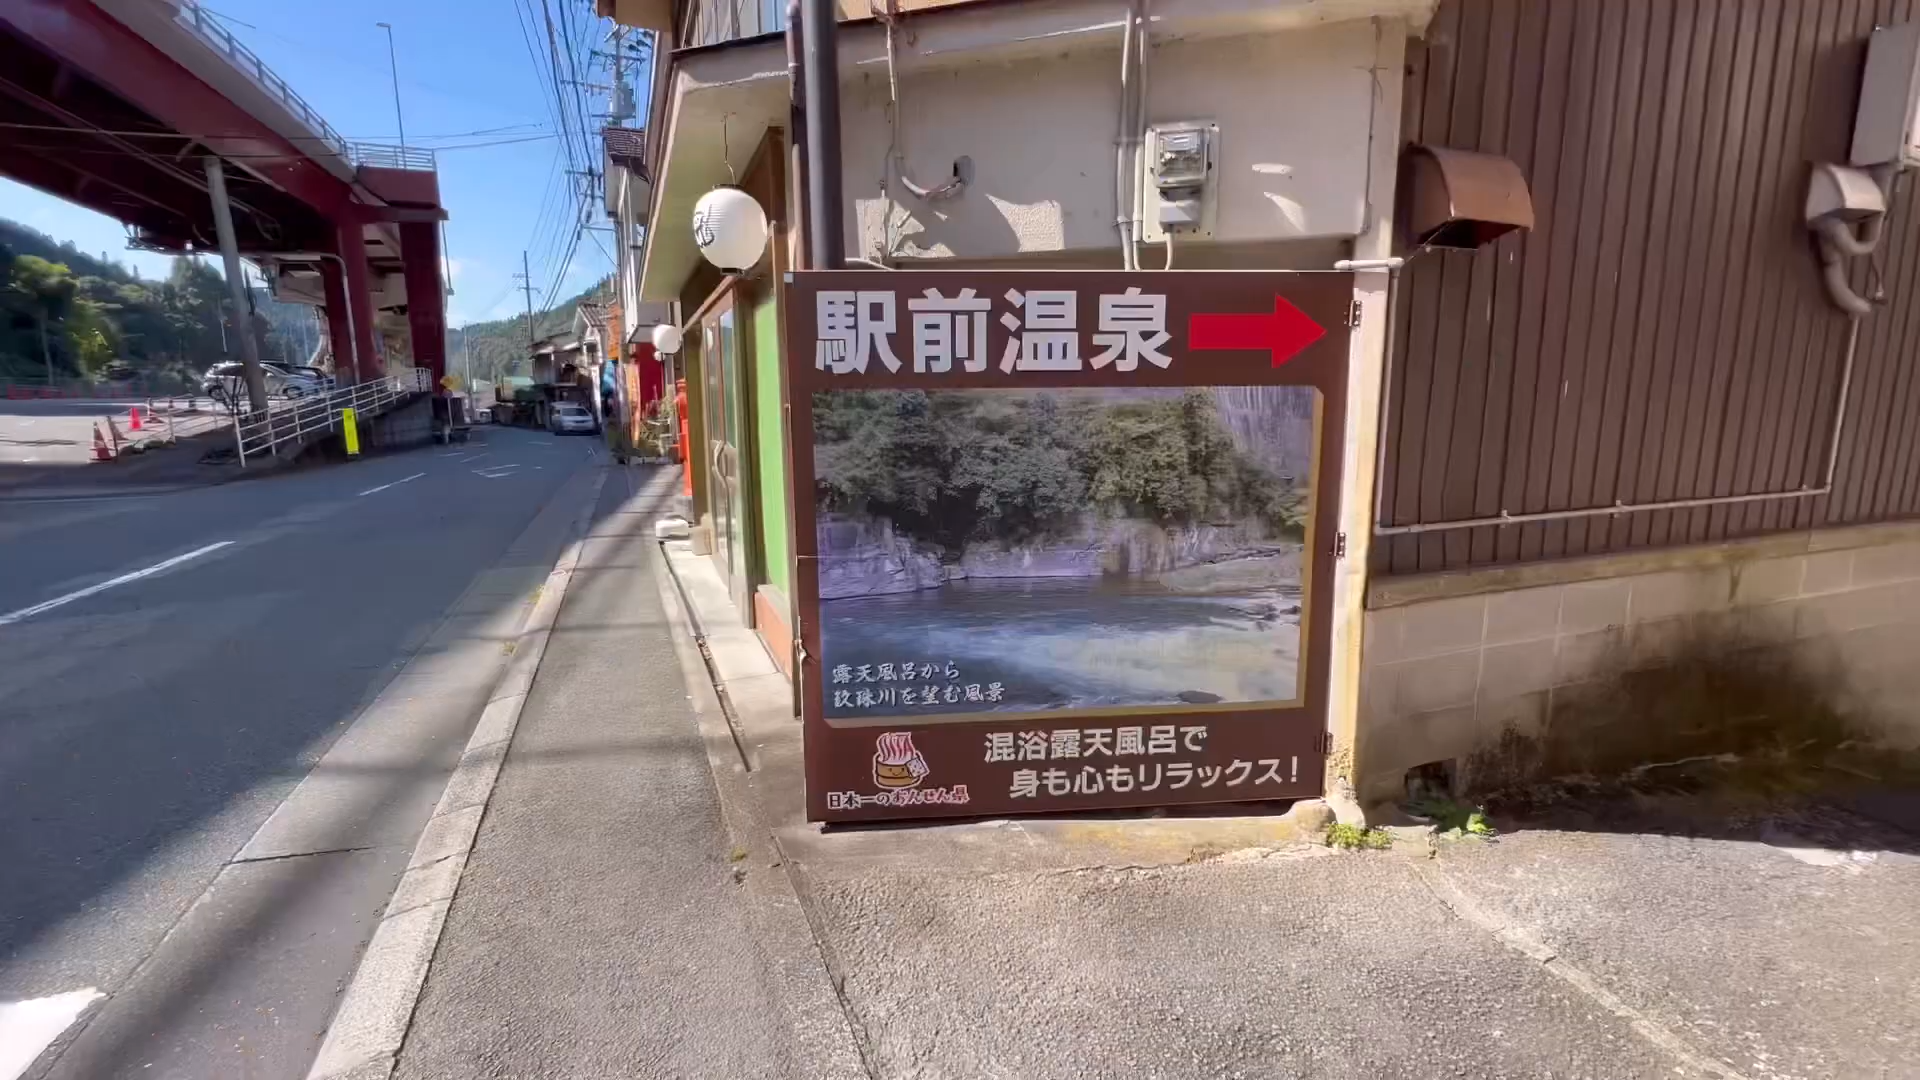 駅前温泉
露天風呂から
玖珠川を望む風景
混浴露天風呂で
身も心もリラックス!
日本一のおんせん県